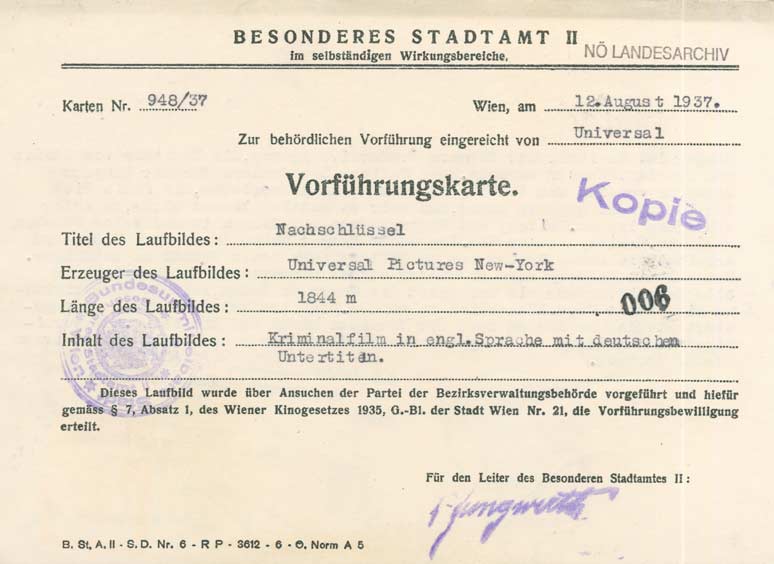 BESONDERES STADTAMT II
im selbständigen Wirkungsbereiche.
NÖ LANDESARCHIV
Karten Nr. 948/37
Wien, am 12.August 1937.
Zur behördlichen Vorführung eingereicht von Universal
Vorführungskarte.
Kopie
Titel des Laufbildes: Nachschlüssel
Erzeuger des Laufbildes: Universal Pictures New-York
Länge des Laufbildes: 1844 m
006
Inhalt des Laufbildes: Kriminalfilm in engl.Sprache mit deutschen
Untertiten.
Dieses Laufbild wurde über Ansuchen der Partei der Bezirksverwaltungsbehörde vorgeführt und hiefür
gemäss § 7, Absatz 1, des Wiener Kinogesetzes 1935, G.-Bl. der Stadt Wien Nr. 21, die Vorführungsbewilligung
erteilt.
Für den Leiter des Besonderen Stadtamtes II:
B. St. A. II - S. D. Nr. 6 - R P - 3612 - 6 - Ö. Norm A 5